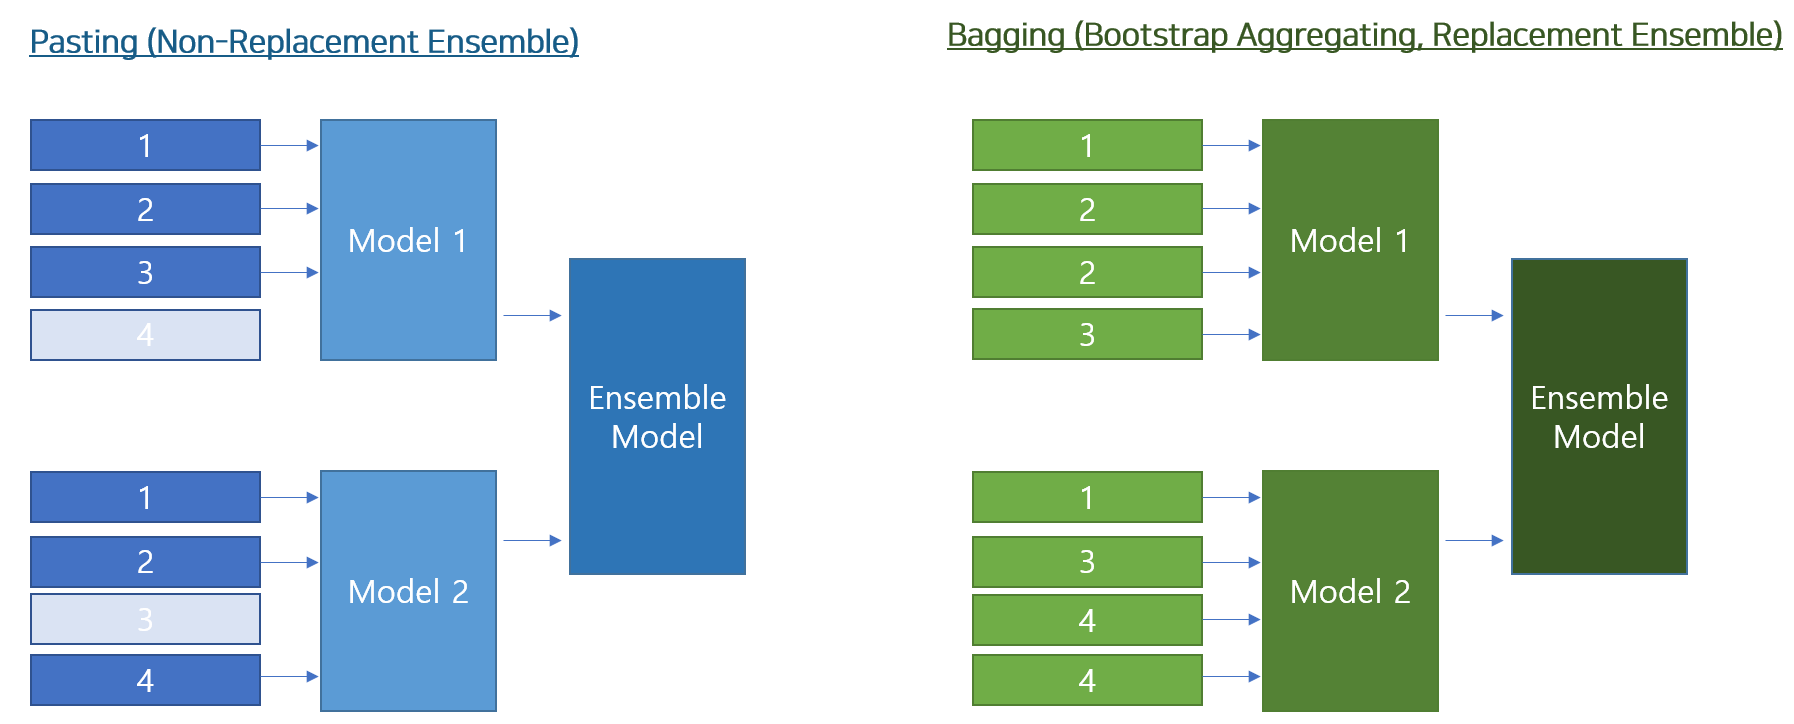 Pasting (Non-Replacement Ensemble)
1
2
3
4
Model 1
1
2
3
4
Model 2
Ensemble
Model
Bagging (Bootstrap Aggregating, Replacement Ensemble)
1
2
2
3
Model 1
1
3
4
4
Model 2
Ensemble
Model